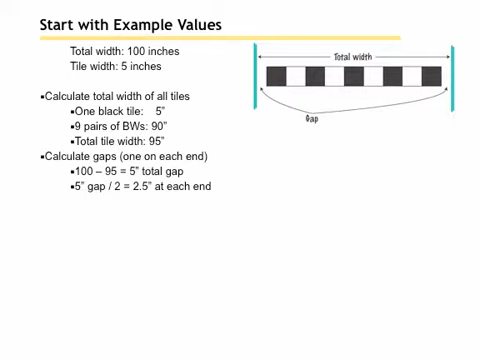 Start with Example Values
Total width: 100 inches
Tile width: 5 inches
▪Calculate total width of all tiles
▪One black tile: 5”
▪9 pairs of BWs: 90”
▪Total tile width: 95”
▪Calculate gaps (one on each end)
▪100 – 95 = 5” total gap
▪5” gap / 2 = 2.5” at each end
Total width
Gap